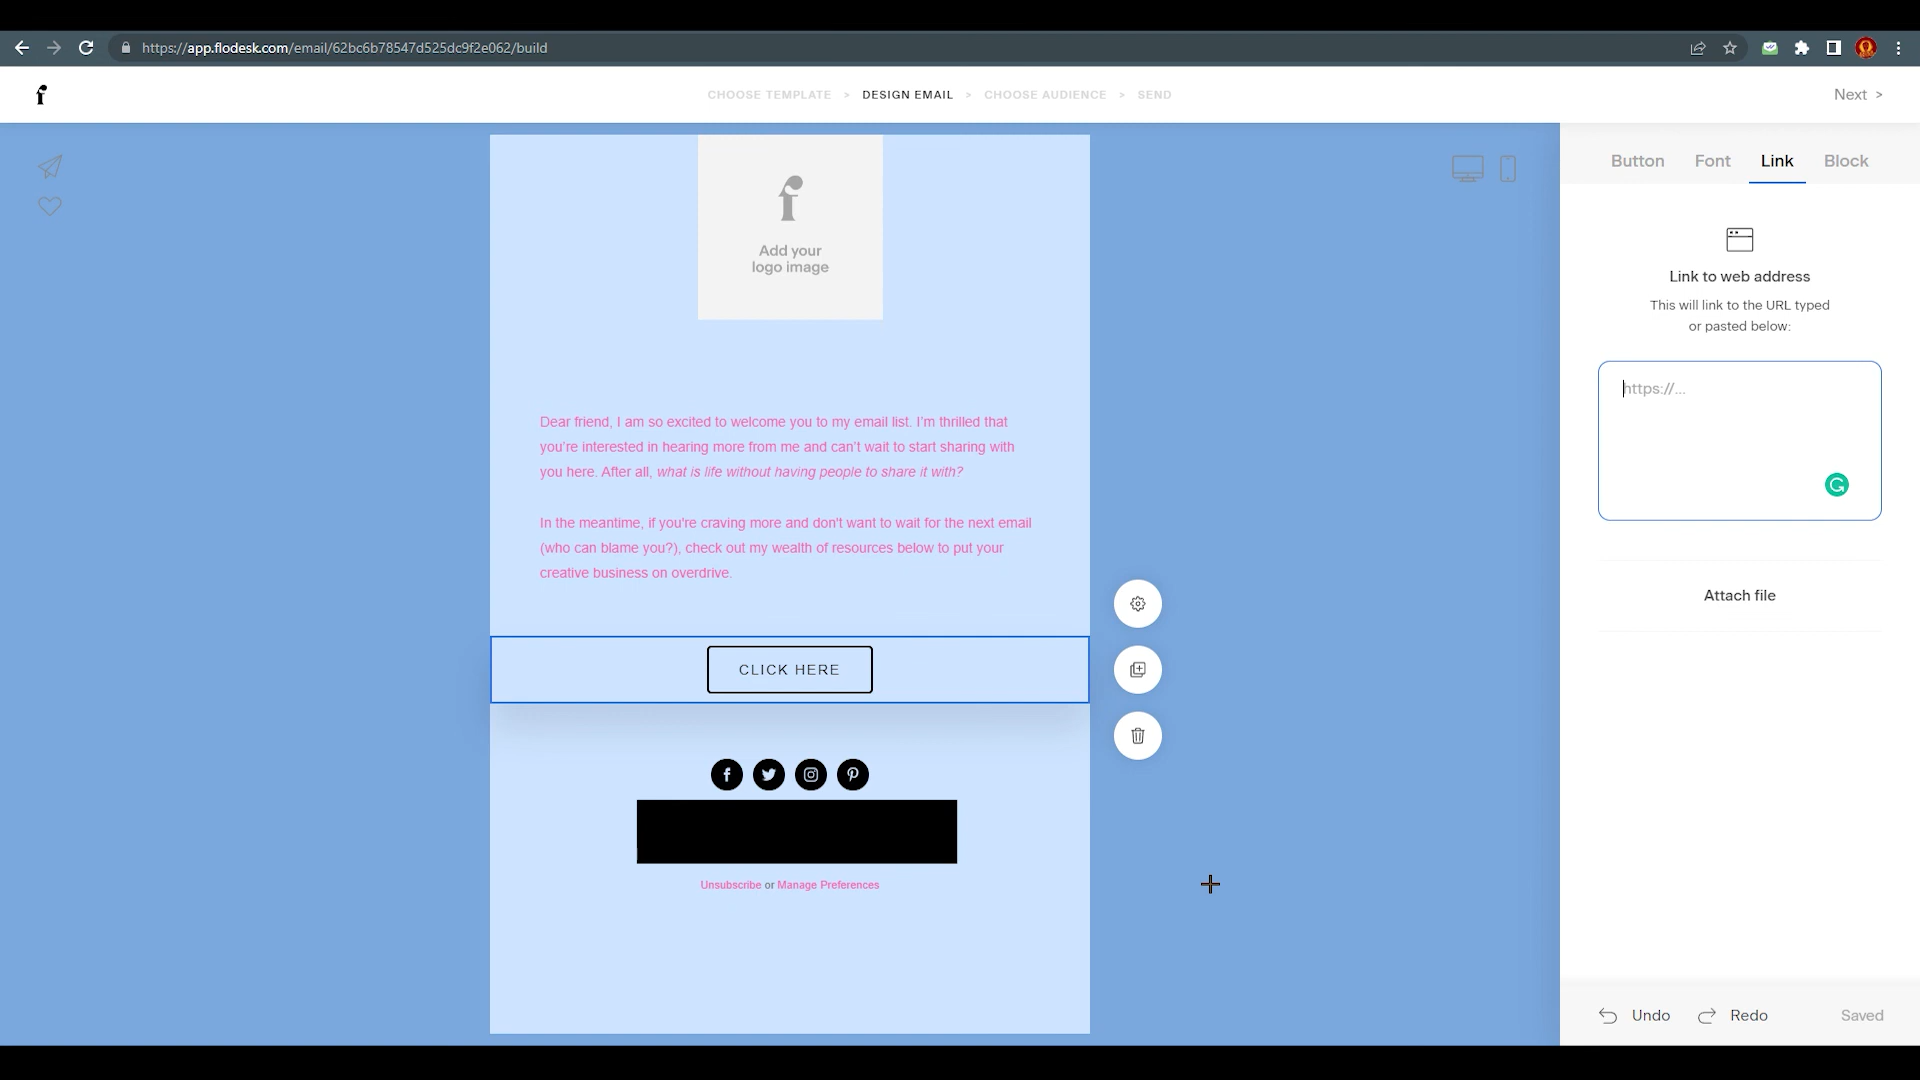 https://app.flodesk.com/email/62bc6b78547d525dc9f2e062/build
CHOOSE TEMPLATE > DESIGN EMAIL > CHOOSE AUDIENCE > SEND
Next >
Add your
logo image
Dear friend, I am so excited to welcome you to my email list. I'm thrilled that
you're interested in hearing more from me and can't wait to start sharing with
you here. After all, what is life without having people to share it with?
In the meantime, if you're craving more and don't want to wait for the next email
(who can blame you?), check out my wealth of resources below to put your
creative business on overdrive.
CLICK HERE
Unsubscribe or Manage Preferences
Button Font Link Block
Link to web address
This will link to the URL typed
or pasted below:
https://...
Attach file
Undo Redo Saved